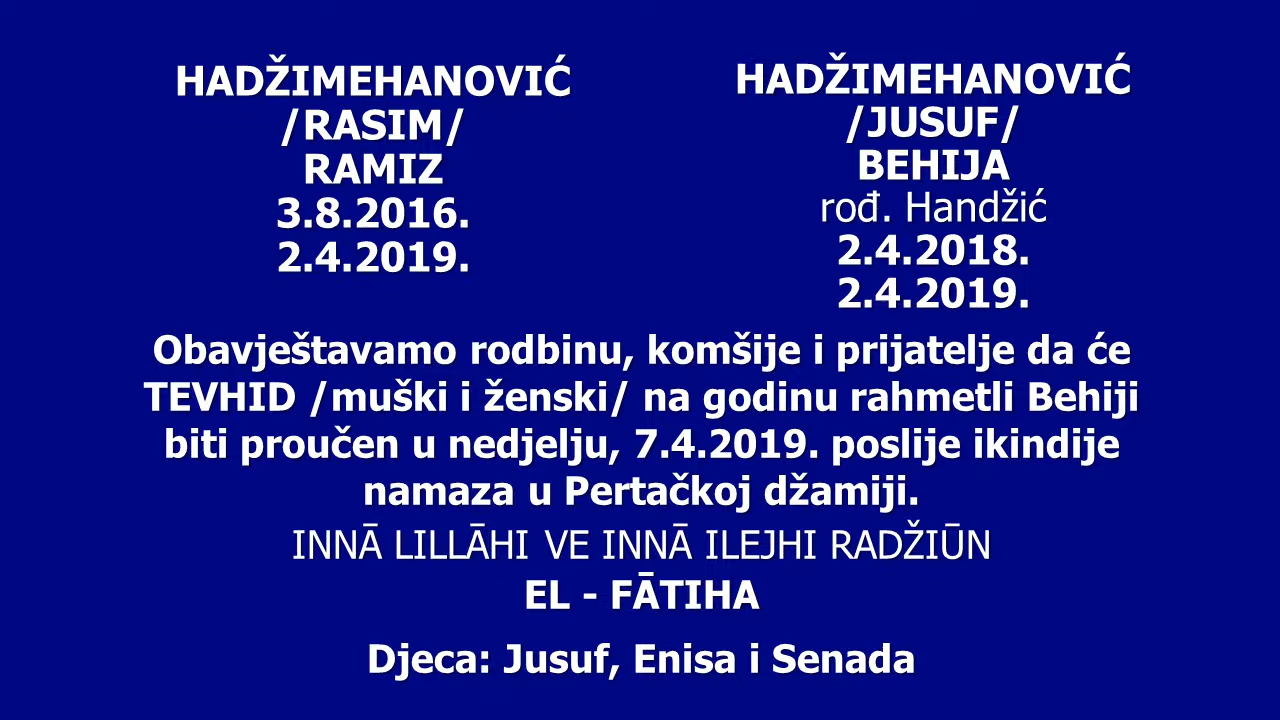 HADŽIMEHANOVIĆ
/RASIM/
RAMIZ
3.8.2016.
2.4.2019.
HADŽIMEHANOVIĆ
/JUSUF/
BEHIJA
rođ. Handžić
2.4.2018.
2.4.2019.
Obavještavamo rodbinu, komšije i prijatelje da će
TEVHID /muški i ženski/ na godinu rahmetli Behiji
biti proučen u nedjelju, 7.4.2019. poslije ikindije
namaza u Pertačkoj džamiji.
INNĀ LILLĀHI VE INNĀ ILEJHI RADŽIŪN
EL - FĀTIHA
Djeca: Jusuf, Enisa i Senada